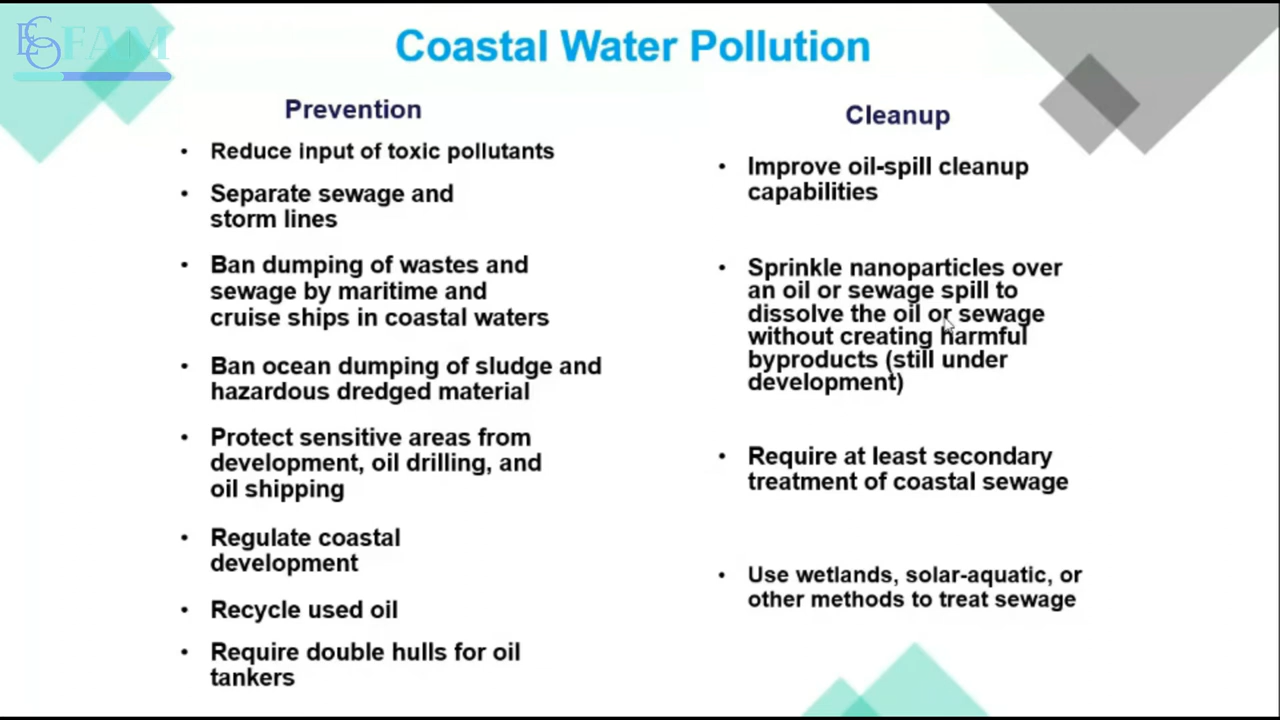 ECS FAM
Coastal Water Pollution
Prevention
• Reduce input of toxic pollutants
• Separate sewage and
storm lines
• Ban dumping of wastes and
sewage by maritime and
cruise ships in coastal waters
• Ban ocean dumping of sludge and
hazardous dredged material
• Protect sensitive areas from
development, oil drilling, and
oil shipping
• Regulate coastal
development
• Recycle used oil
• Require double hulls for oil
tankers
Cleanup
• Improve oil-spill cleanup
capabilities
• Sprinkle nanoparticles over
an oil or sewage spill to
dissolve the oil or sewage
without creating harmful
byproducts (still under
development)
• Require at least secondary
treatment of coastal sewage
• Use wetlands, solar-aquatic, or
other methods to treat sewage